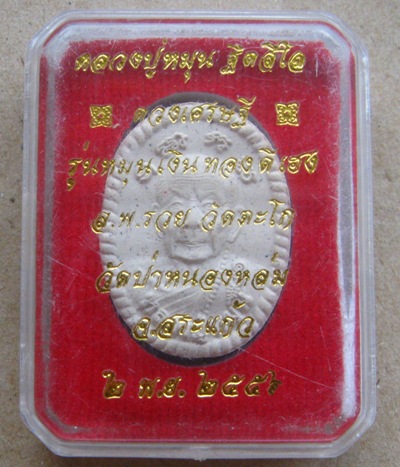 หลวงปู่หมุน ฐิตสีโล
ดวงเศรษฐี
รุ่นหมุนเงินทองดีเฮง
ล.พ.รวย วัดตะโก
วัดป่าหนองหล่ม
จ.สระแก้ว
๒ พ.ย. ๒๕๕๖